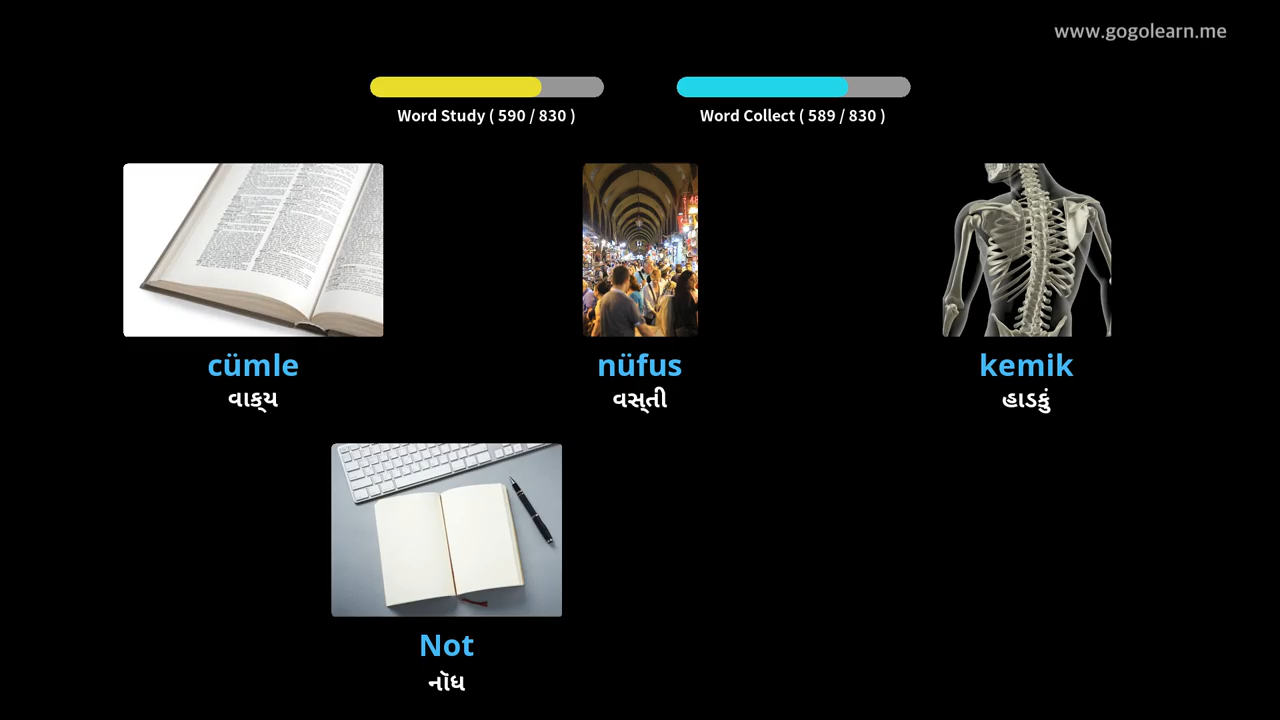 www.gogolearn.me
Word Study ( 590 / 830 )
Word Collect ( 589 / 830 )
cümle
વાક્ય
nüfus
વસ્તી
kemik
હાડકું
Not
નોંધ